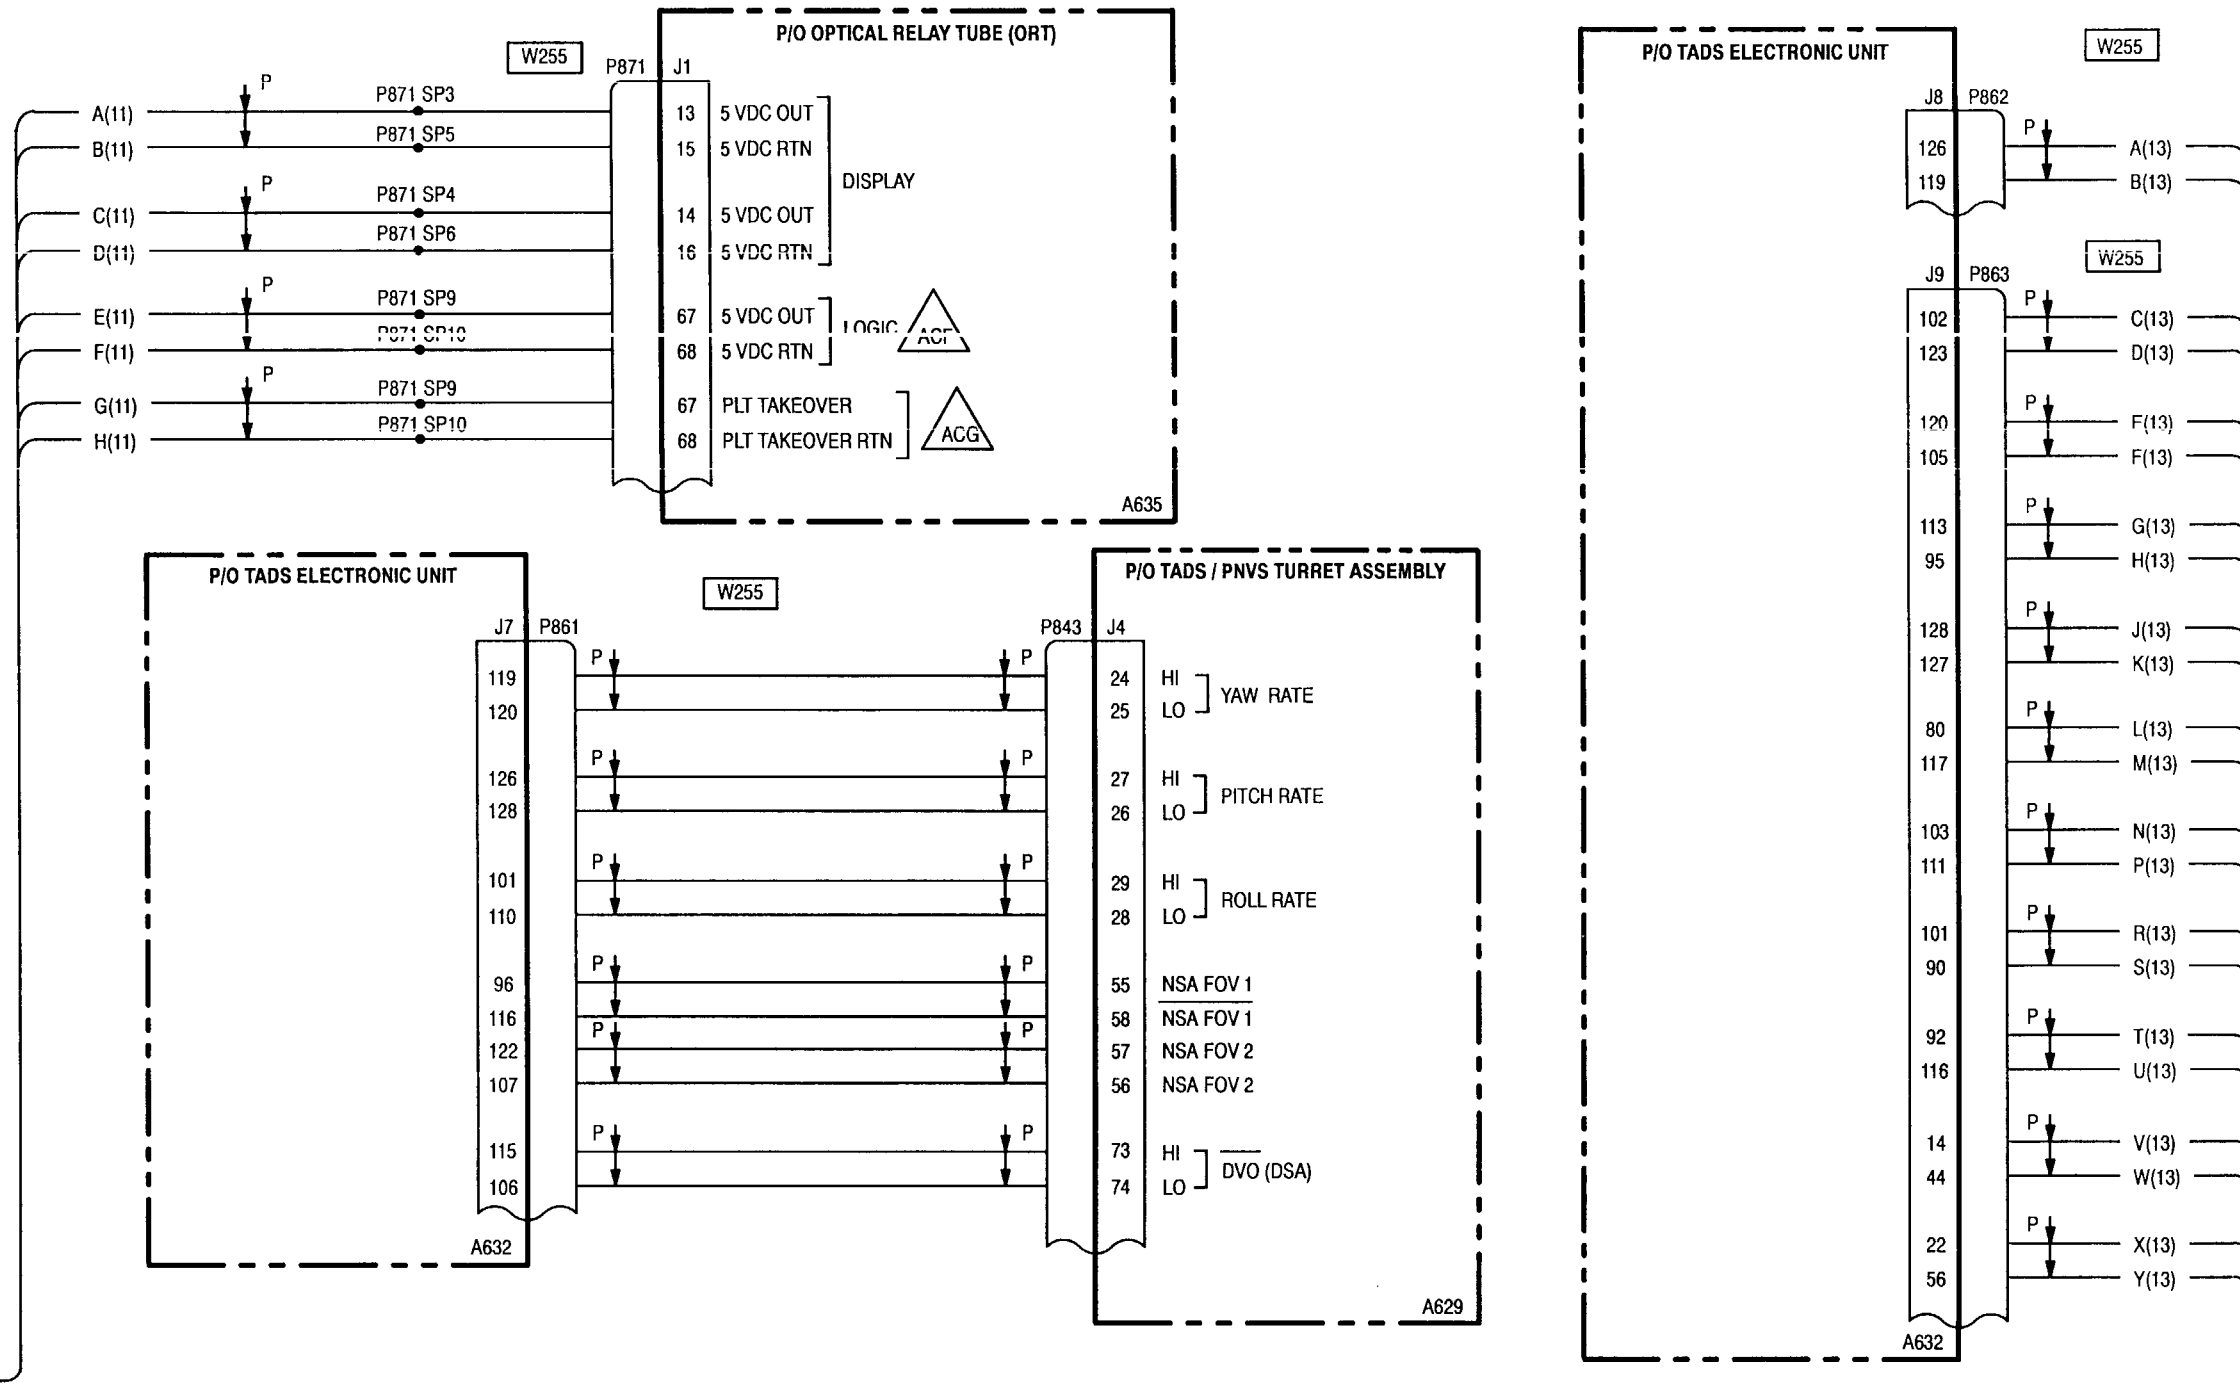 P/O OPTICAL RELAY TUBE (ORT)
W255
P871 J1
A(11) P P871 SP3 13 5 VDC OUT
B(11) P871 SP5 15 5 VDC RTN
DISPLAY
C(11) P P871 SP4 14 5 VDC OUT
D(11) P871 SP6 16 5 VDC RTN
E(11) P P871 SP9 67 5 VDC OUT
LOGIC ACF
F(11) P871 SP10 68 5 VDC RTN
G(11) P P871 SP9 67 PLT TAKEOVER
ACG
H(11) P871 SP10 68 PLT TAKEOVER RTN
A635
P/O TADS ELECTRONIC UNIT
W255
P/O TADS / PNVS TURRET ASSEMBLY
J7 P861 P843 J4
119 P P 24 HI
YAW RATE
120 25 LO
126 P P 27 HI
PITCH RATE
128 26 LO
101 P P 29 HI
ROLL RATE
110 28 LO
96 P P 55 NSA FOV 1
116 58 NSA FOV 1
122 P P 57 NSA FOV 2
107 56 NSA FOV 2
115 P P 73 HI
DVO (DSA)
106 74 LO
A632
A629
P/O TADS ELECTRONIC UNIT
W255
J8 P862
126 P A(13)
119 B(13)
W255
J9 P863
102 P C(13)
123 D(13)
120 P E(13)
105 F(13)
113 P G(13)
95 H(13)
128 P J(13)
127 K(13)
80 P L(13)
117 M(13)
103 P N(13)
111 P(13)
101 P R(13)
90 S(13)
92 P T(13)
116 U(13)
14 P V(13)
44 W(13)
22 P X(13)
56 Y(13)
A632